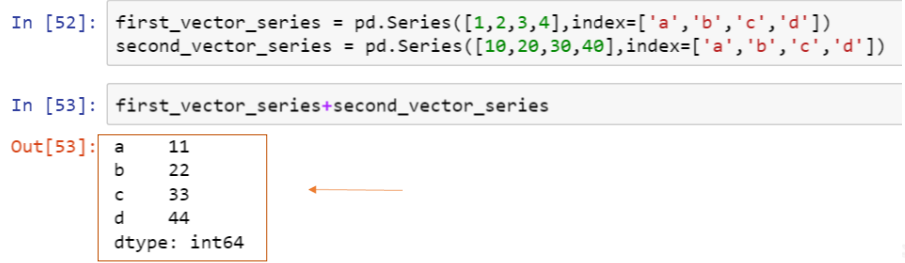 In [52]: first_vector_series = pd.Series([1,2,3,4],index=['a','b','c','d'])
second_vector_series = pd.Series([10,20,30,40],index=['a','b','c','d'])
In [53]: first_vector_series+second_vector_series
Out[53]: a 11
b 22
c 33
d 44
dtype: int64